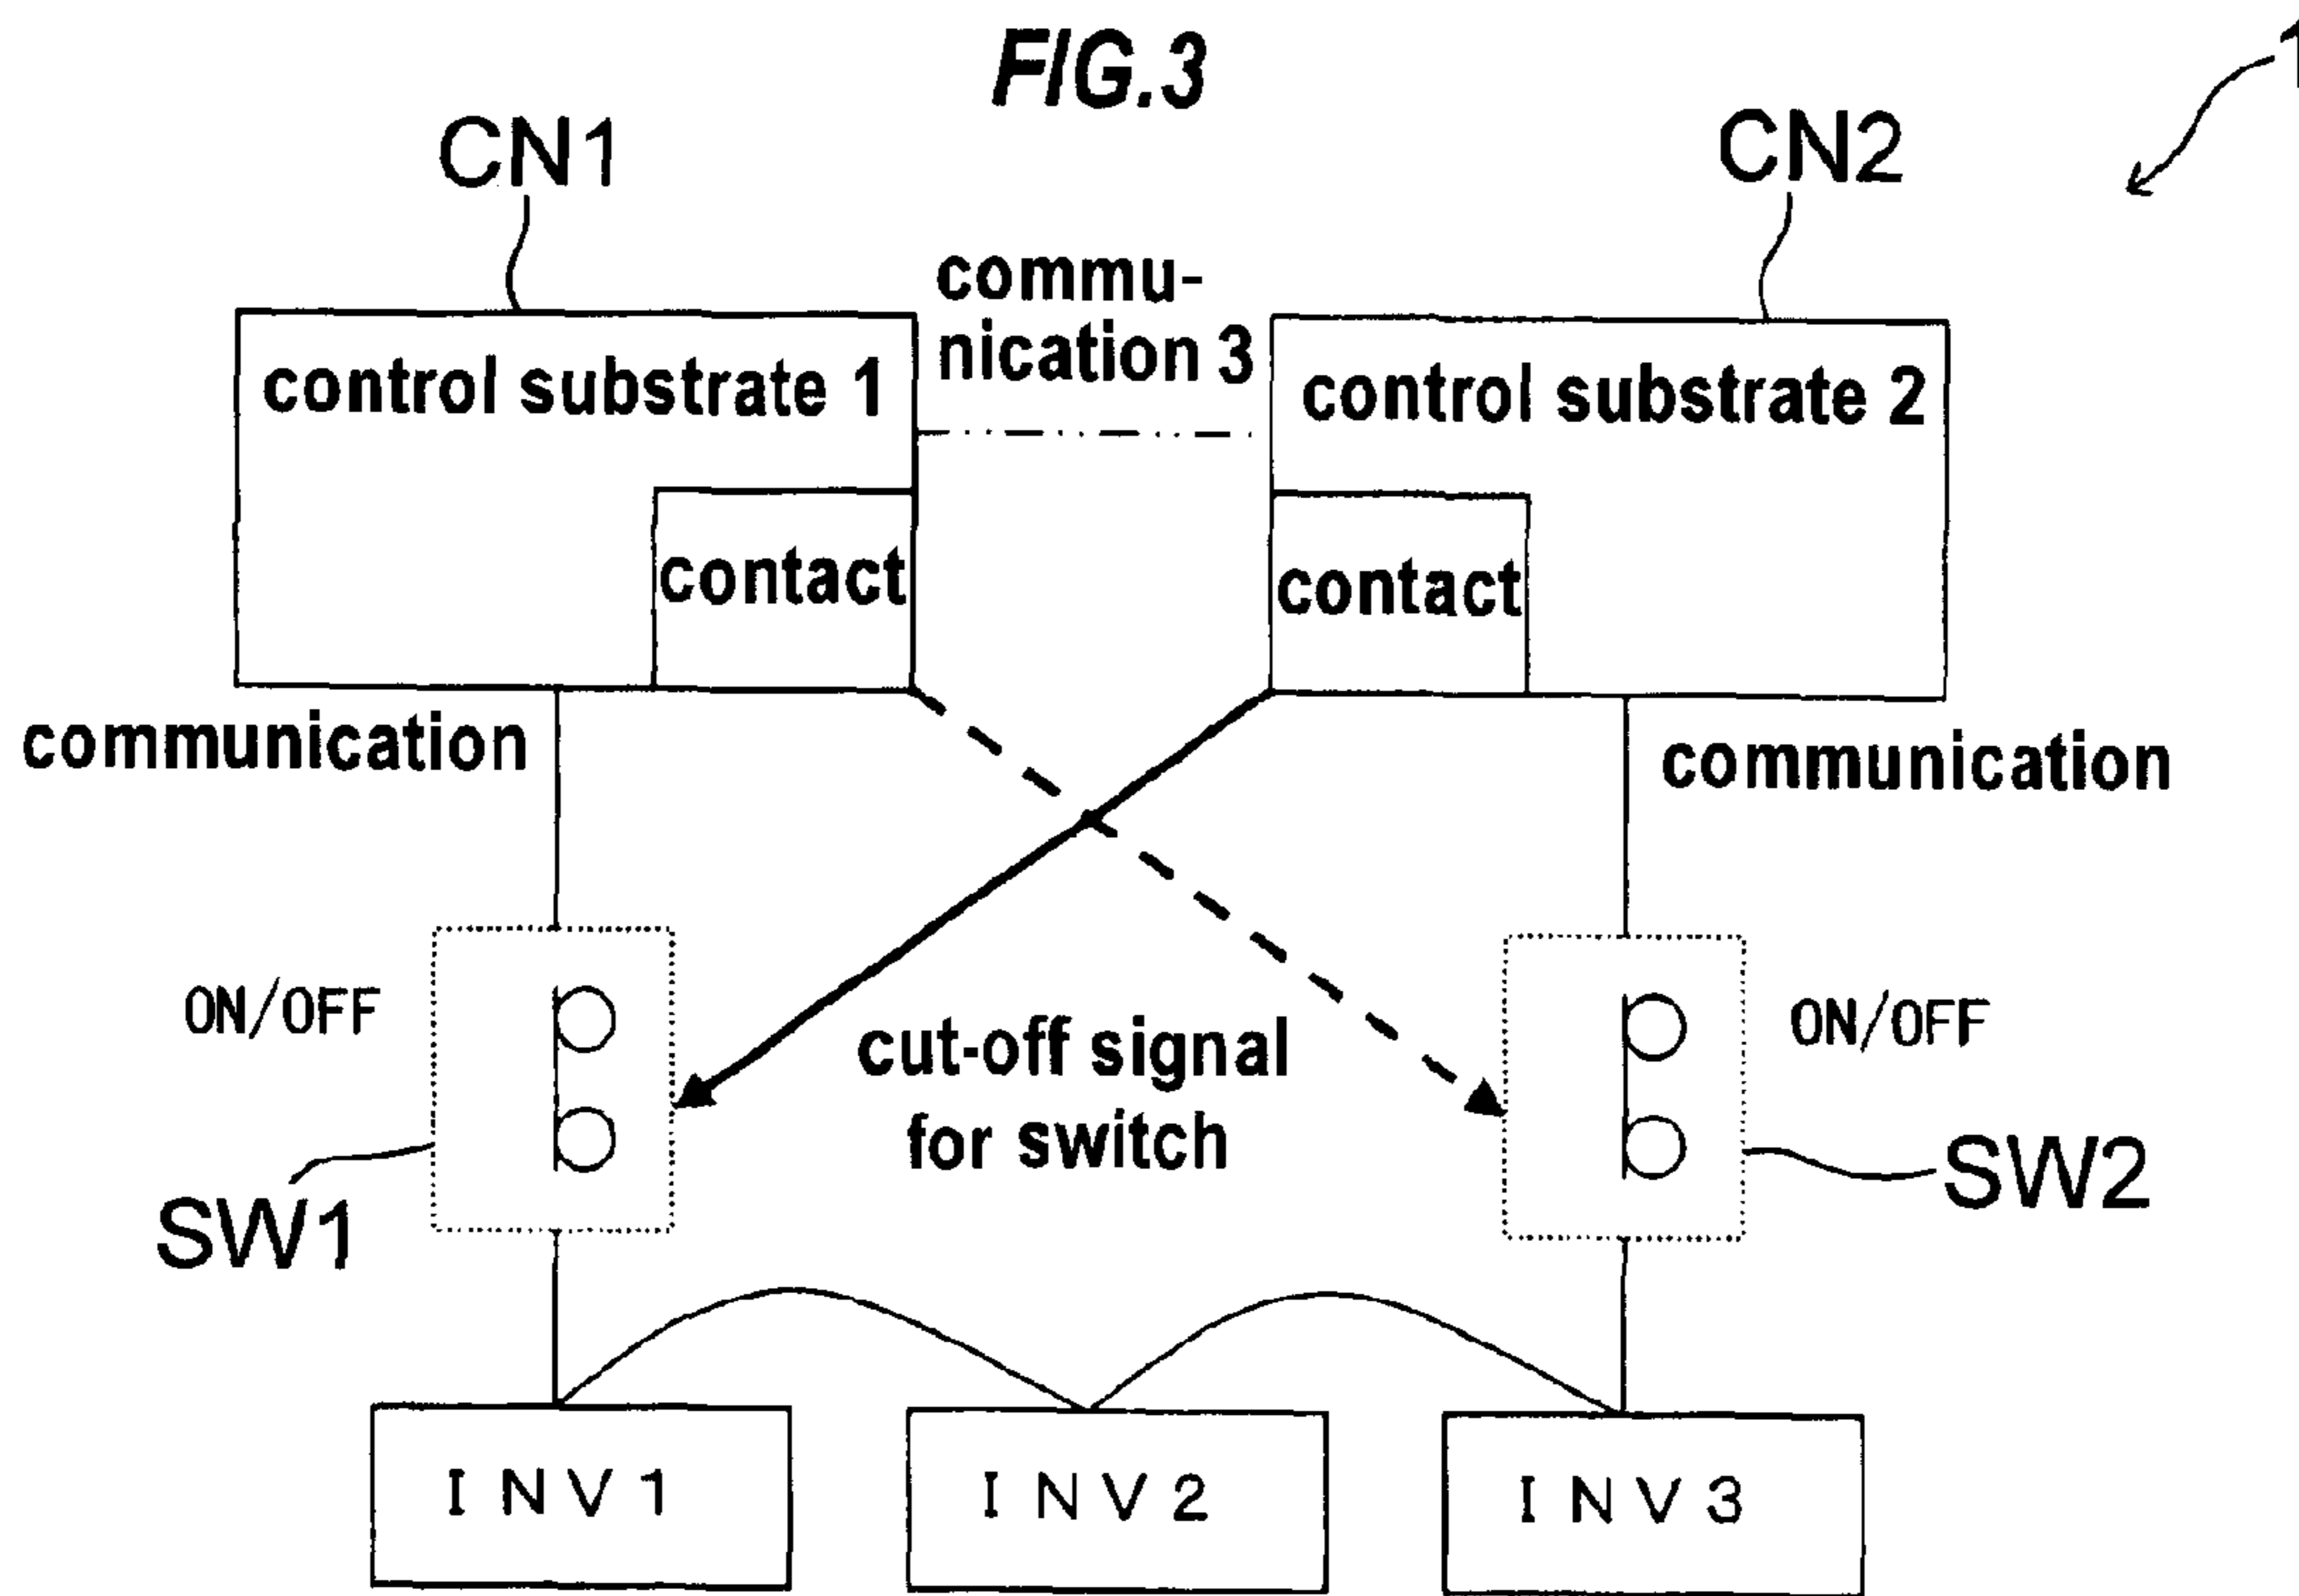 FIG.3
1
CN1
CN2
commu-
nication 3
control substrate 1
control substrate 2
contact
contact
communication
communication
ON/OFF
ON/OFF
cut-off signal
for switch
SW1
SW2
INV1
INV2
INV3